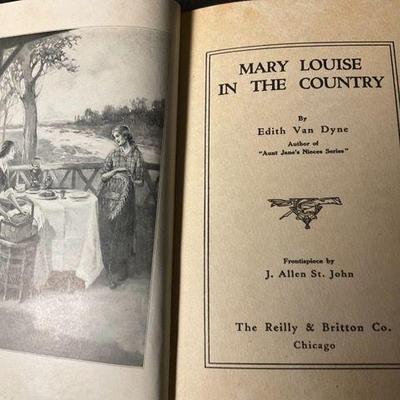 MARY LOUISE
IN THE COUNTRY
By
Edith Van Dyne
Author of
"Aunt Jane's Nieces Series"
Frontispiece by
J. Allen St. John
The Reilly & Britton Co.
Chicago